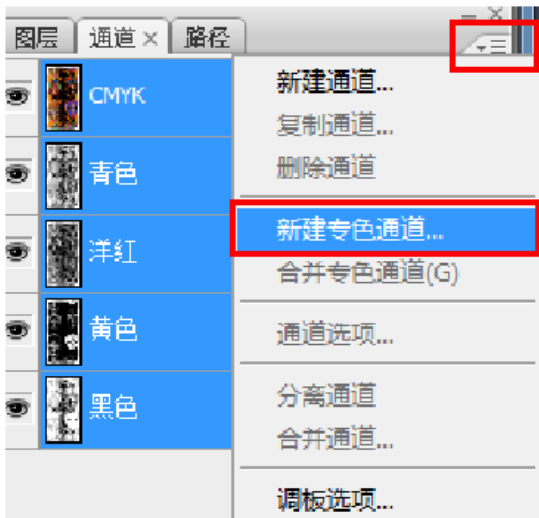 图层 通道 × 路径
CMYK
青色
洋红
黄色
黑色
新建通道...
复制通道...
删除通道
新建专色通道...
合并专色通道(G)
通道选项...
分离通道
合并通道...
调板选项...